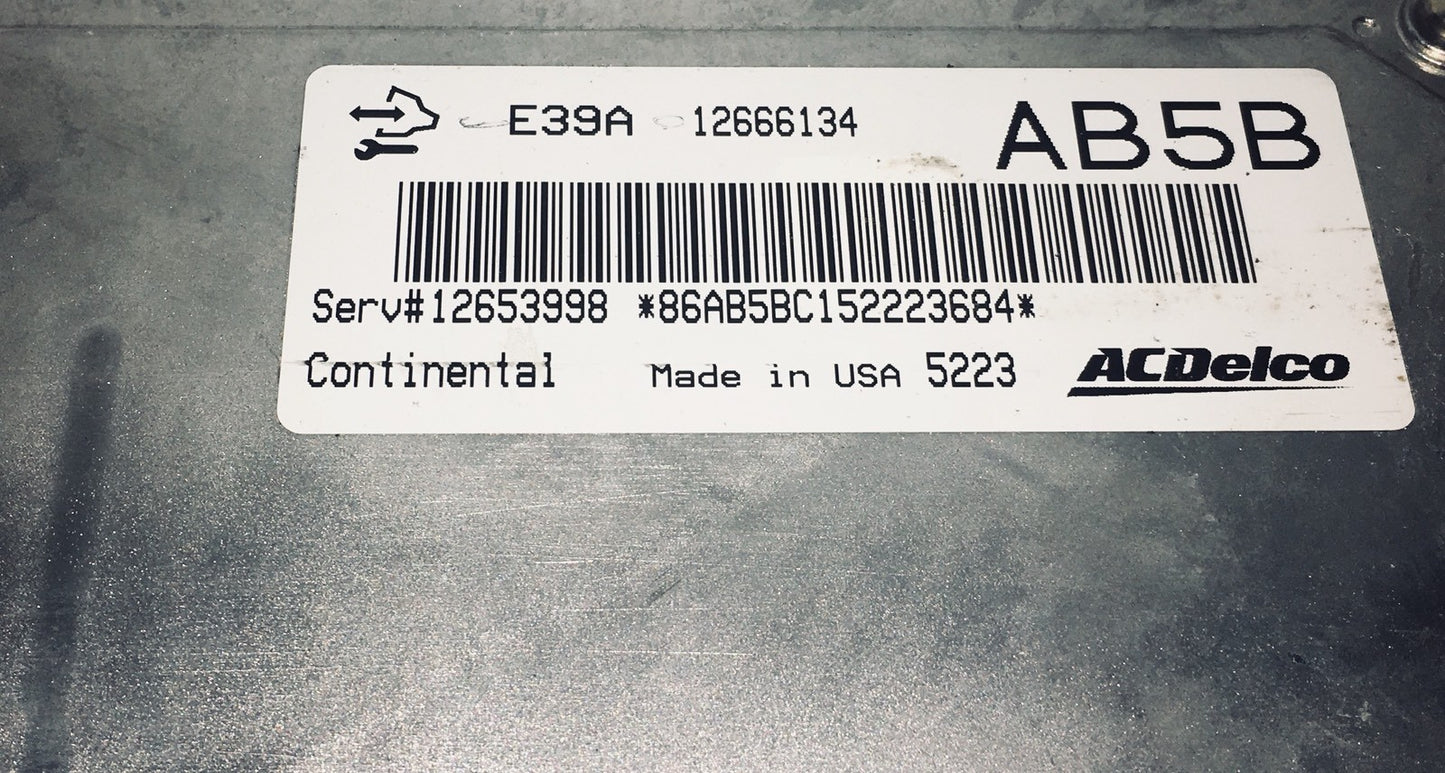 E39A 12666134 AB5B
Serv#12653998 *86AB5BC152223684*
Continental Made in USA 5223 ACDelco